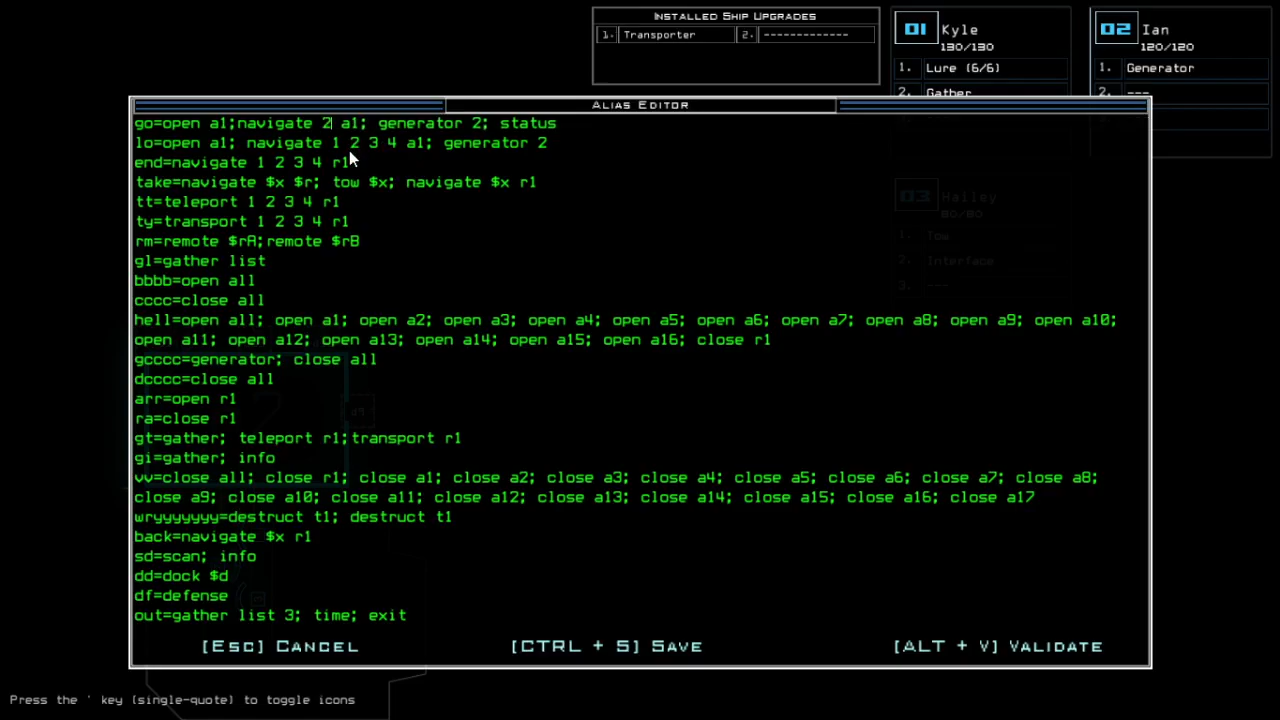 Installed Ship Upgrades
1. Transporter 2. -------------
01 Kyle
130/130
1. Lure (6/6)
2. Gather
02 Ian
120/120
1. Generator
2. ---
Alias Editor
go=open a1;navigate 2 a1; generator 2; status
lo=open a1; navigate 1 2 3 4 a1; generator 2
end=navigate 1 2 3 4 r1
take=navigate $x $r; tow $x; navigate $x r1
tt=teleport 1 2 3 4 r1
ty=transport 1 2 3 4 r1
rm=remote $rA;remote $rB
gl=gather list
bbbb=open all
cccc=close all
hell=open all; open a1; open a2; open a3; open a4; open a5; open a6; open a7; open a8; open a9; open a10;
open a11; open a12; open a13; open a14; open a15; open a16; close r1
gcccc=generator; close all
dcccc=close all
arr=open r1
ra=close r1
gt=gather; teleport r1;transport r1
gi=gather; info
vv=close all; close r1; close a1; close a2; close a3; close a4; close a5; close a6; close a7; close a8;
close a9; close a10; close a11; close a12; close a13; close a14; close a15; close a16; close a17
wryyyyyyy=destruct t1; destruct t1
back=navigate $x r1
sd=scan; info
dd=dock $d
df=defense
out=gather list 3; time; exit
03 Halley
80/80
1. Tow
2. Interface
3. ---
[Esc] Cancel [CTRL + S] Save [ALT + V] Validate
Press the ' key (single-quote) to toggle icons